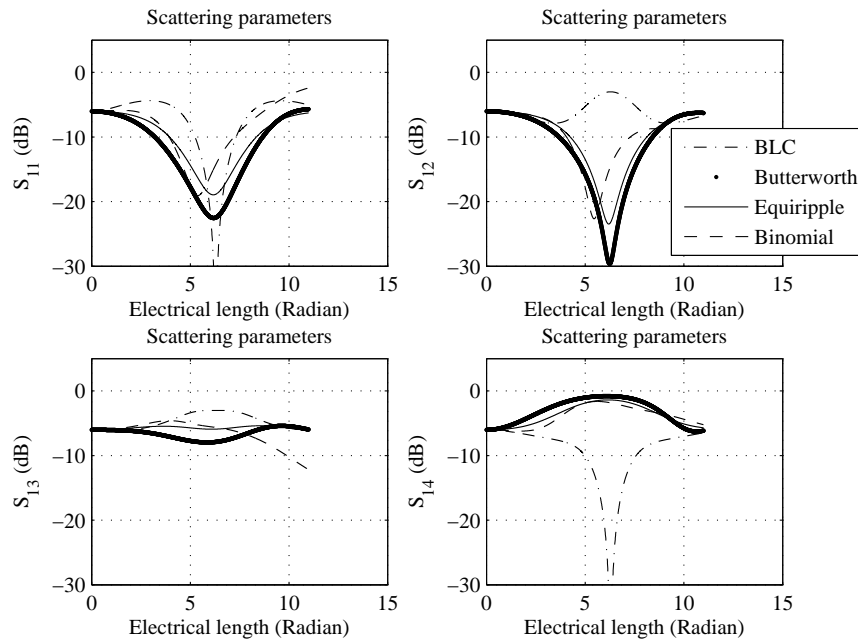 Scattering parameters
5
0
−10
−20
−30
S11 (dB)
0 5 10 15
Electrical length (Radian)
Scattering parameters
5
0
−10
−20
−30
S12 (dB)
0 5 10 15
Electrical length (Radian)
BLC
Butterworth
Equiripple
Binomial
Scattering parameters
0
−10
−20
−30
S13 (dB)
0 5 10 15
Electrical length (Radian)
Scattering parameters
0
−10
−20
−30
S14 (dB)
0 5 10 15
Electrical length (Radian)